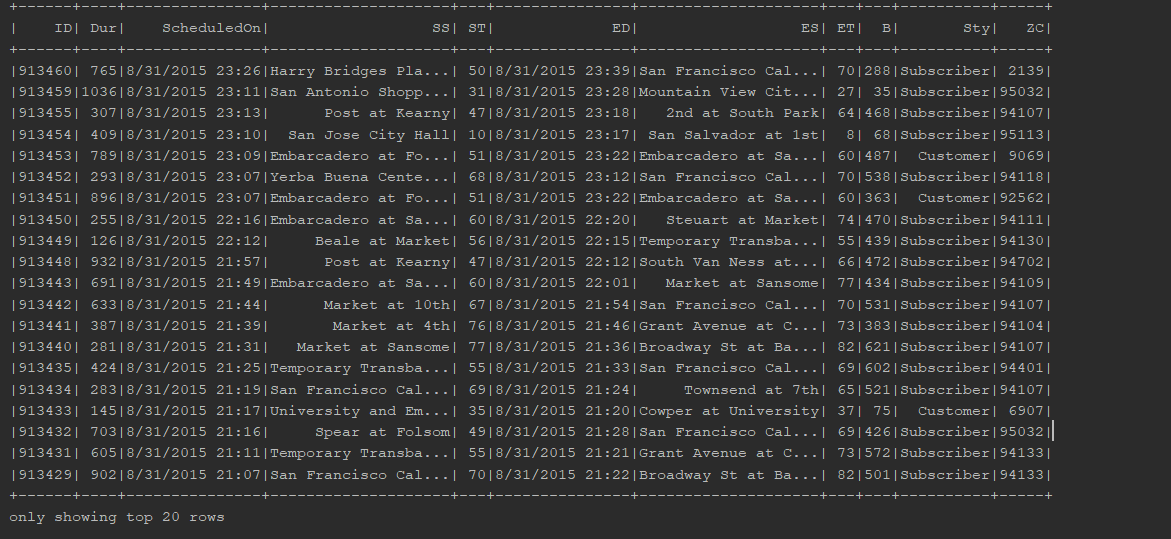 +------+----+---------------+--------------------+---+---------------+--------------------+---+---+----------+-----+
|    ID| Dur|    ScheduledOn|                  SS| ST|             ED|                  ES| ET|  B|       Sty|   ZC|
+------+----+---------------+--------------------+---+---------------+--------------------+---+---+----------+-----+
|913460| 765|8/31/2015 23:26|Harry Bridges Pla...| 50|8/31/2015 23:39|San Francisco Cal...| 70|288|Subscriber| 2139|
|913459|1036|8/31/2015 23:11|San Antonio Shopp...| 31|8/31/2015 23:28|Mountain View Cit...| 27| 35|Subscriber|95032|
|913455| 307|8/31/2015 23:13|      Post at Kearny| 47|8/31/2015 23:18|   2nd at South Park| 64|468|Subscriber|94107|
|913454| 409|8/31/2015 23:10|  San Jose City Hall| 10|8/31/2015 23:17| San Salvador at 1st|  8| 68|Subscriber|95113|
|913453| 789|8/31/2015 23:09|Embarcadero at Fo...| 51|8/31/2015 23:22|Embarcadero at Sa...| 60|487|  Customer| 9069|
|913452| 293|8/31/2015 23:07|Yerba Buena Cente...| 68|8/31/2015 23:12|San Francisco Cal...| 70|538|Subscriber|94118|
|913451| 896|8/31/2015 23:07|Embarcadero at Fo...| 51|8/31/2015 23:22|Embarcadero at Sa...| 60|363|  Customer|92562|
|913450| 255|8/31/2015 22:16|Embarcadero at Sa...| 60|8/31/2015 22:20|   Steuart at Market| 74|470|Subscriber|94111|
|913449| 126|8/31/2015 22:12|     Beale at Market| 56|8/31/2015 22:15|Temporary Transba...| 55|439|Subscriber|94130|
|913448| 932|8/31/2015 21:57|      Post at Kearny| 47|8/31/2015 22:12|South Van Ness at...| 66|472|Subscriber|94702|
|913443| 691|8/31/2015 21:49|Embarcadero at Sa...| 60|8/31/2015 22:01|   Market at Sansome| 77|434|Subscriber|94109|
|913442| 633|8/31/2015 21:44|      Market at 10th| 67|8/31/2015 21:54|San Francisco Cal...| 70|531|Subscriber|94107|
|913441| 387|8/31/2015 21:39|       Market at 4th| 76|8/31/2015 21:46|Grant Avenue at C...| 73|383|Subscriber|94104|
|913440| 281|8/31/2015 21:31|   Market at Sansome| 77|8/31/2015 21:36|Broadway St at Ba...| 82|621|Subscriber|94107|
|913435| 424|8/31/2015 21:25|Temporary Transba...| 55|8/31/2015 21:33|San Francisco Cal...| 69|602|Subscriber|94401|
|913434| 283|8/31/2015 21:19|San Francisco Cal...| 69|8/31/2015 21:24|     Townsend at 7th| 65|521|Subscriber|94107|
|913433| 145|8/31/2015 21:17|University and Em...| 35|8/31/2015 21:20|Cowper at University| 37| 75|  Customer| 6907|
|913432| 703|8/31/2015 21:16|     Spear at Folsom| 49|8/31/2015 21:28|San Francisco Cal...| 69|426|Subscriber|95032|
|913431| 605|8/31/2015 21:11|Temporary Transba...| 55|8/31/2015 21:21|Grant Avenue at C...| 73|572|Subscriber|94133|
|913429| 902|8/31/2015 21:07|San Francisco Cal...| 70|8/31/2015 21:22|Broadway St at Ba...| 82|501|Subscriber|94133|
+------+----+---------------+--------------------+---+---------------+--------------------+---+---+----------+-----+
only showing top 20 rows